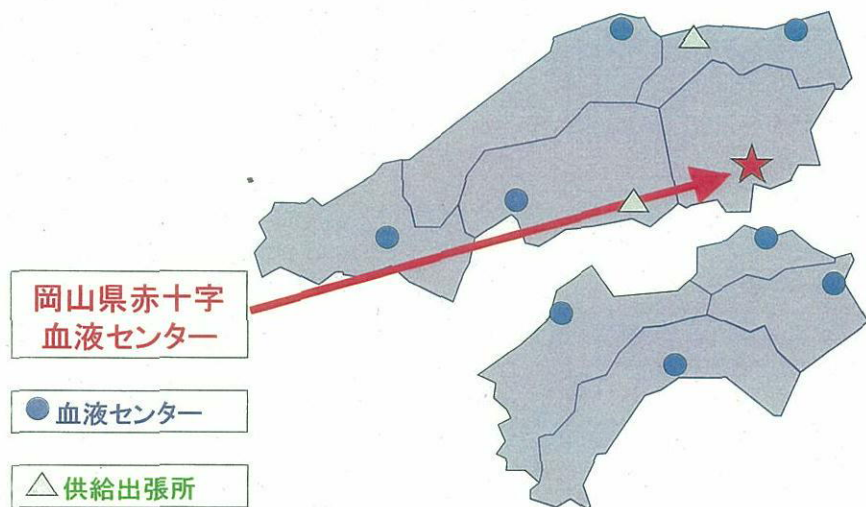 岡山県赤十字
血液センター
血液センター
供給出張所